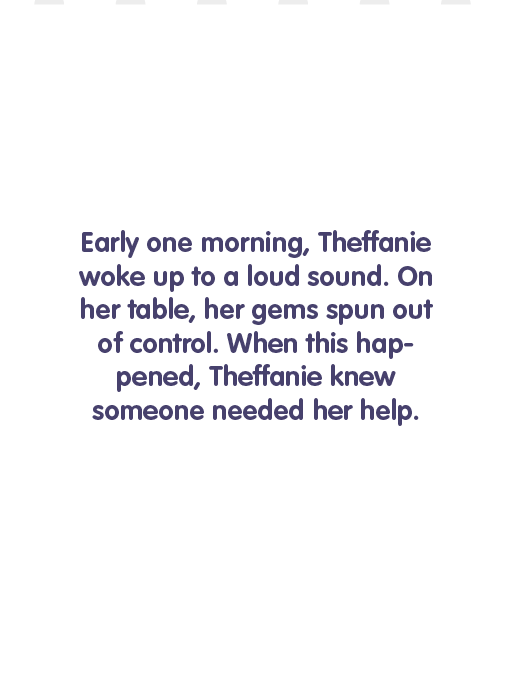 Early one morning, Theffanie
woke up to a loud sound. On
her table, her gems spun out
of control. When this hap-
pened, Theffanie knew
someone needed her help.